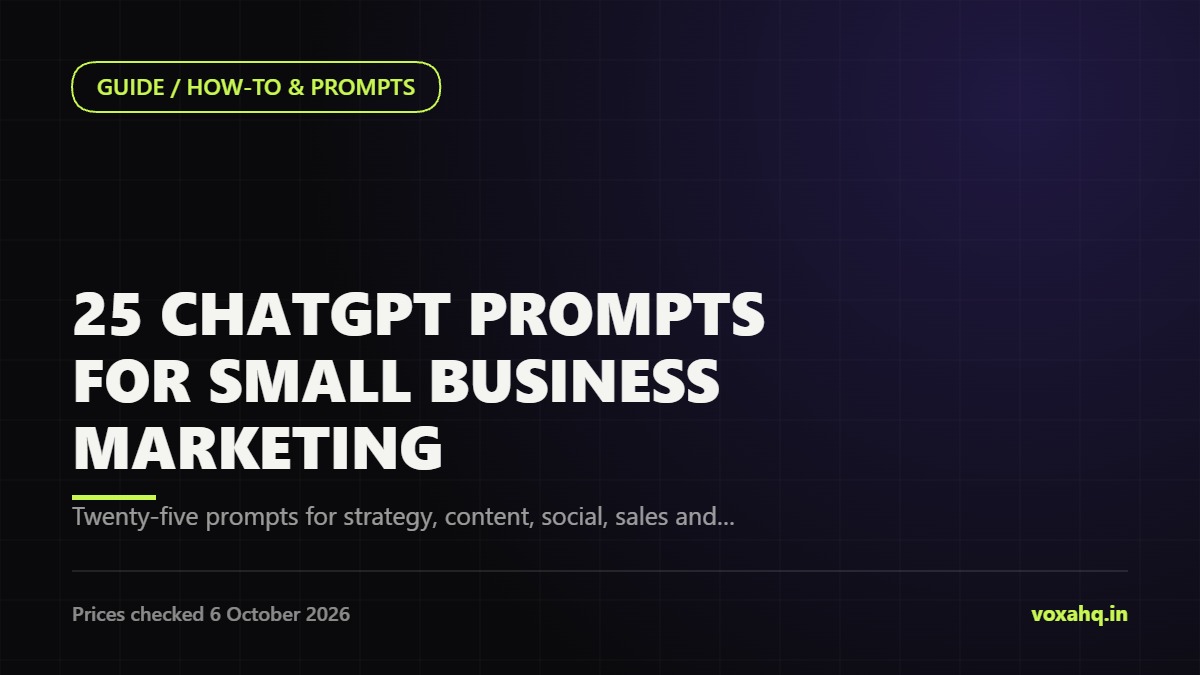 GUIDE / HOW-TO & PROMPTS
25 CHATGPT PROMPTS
FOR SMALL BUSINESS
MARKETING
Twenty-five prompts for strategy, content, social, sales and...
Prices checked 6 October 2026
voxahq.in